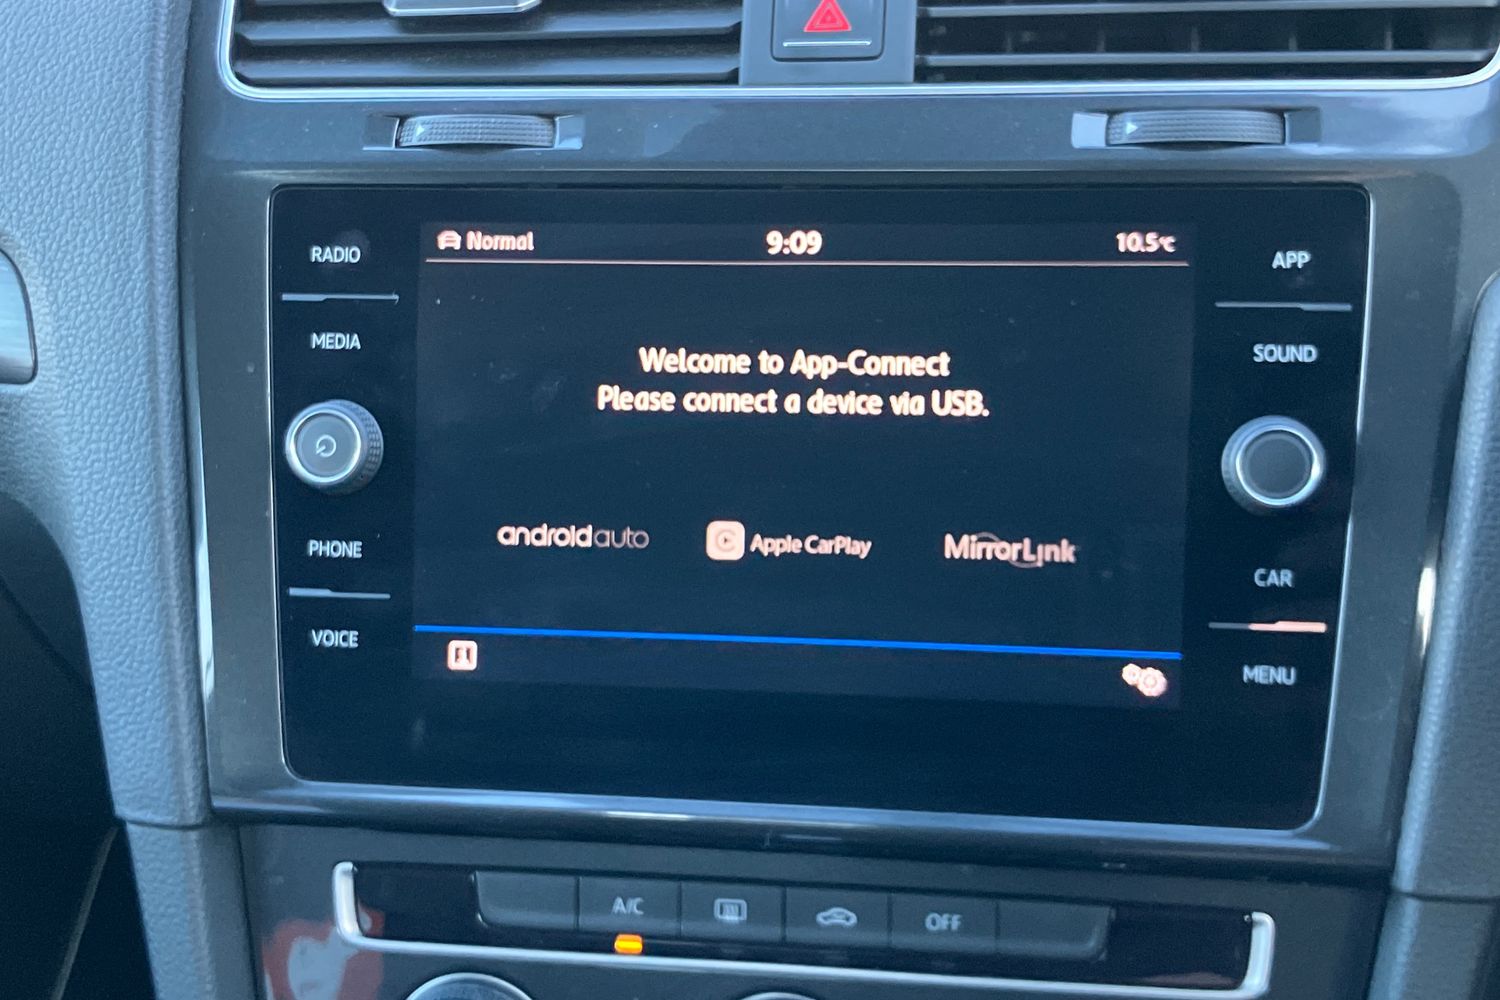 Normal 9:09 10.5°C
RADIO
MEDIA
PHONE
VOICE
Welcome to App-Connect
Please connect a device via USB.
androidauto Apple CarPlay MirrorLink
APP
SOUND
CAR
MENU
A/C OFF